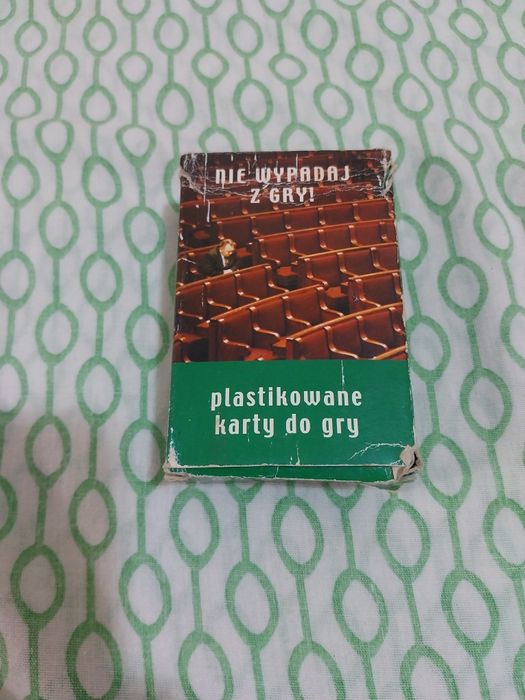 NIE WYPADAJ
Z GRY!
plastikowane
karty do gry